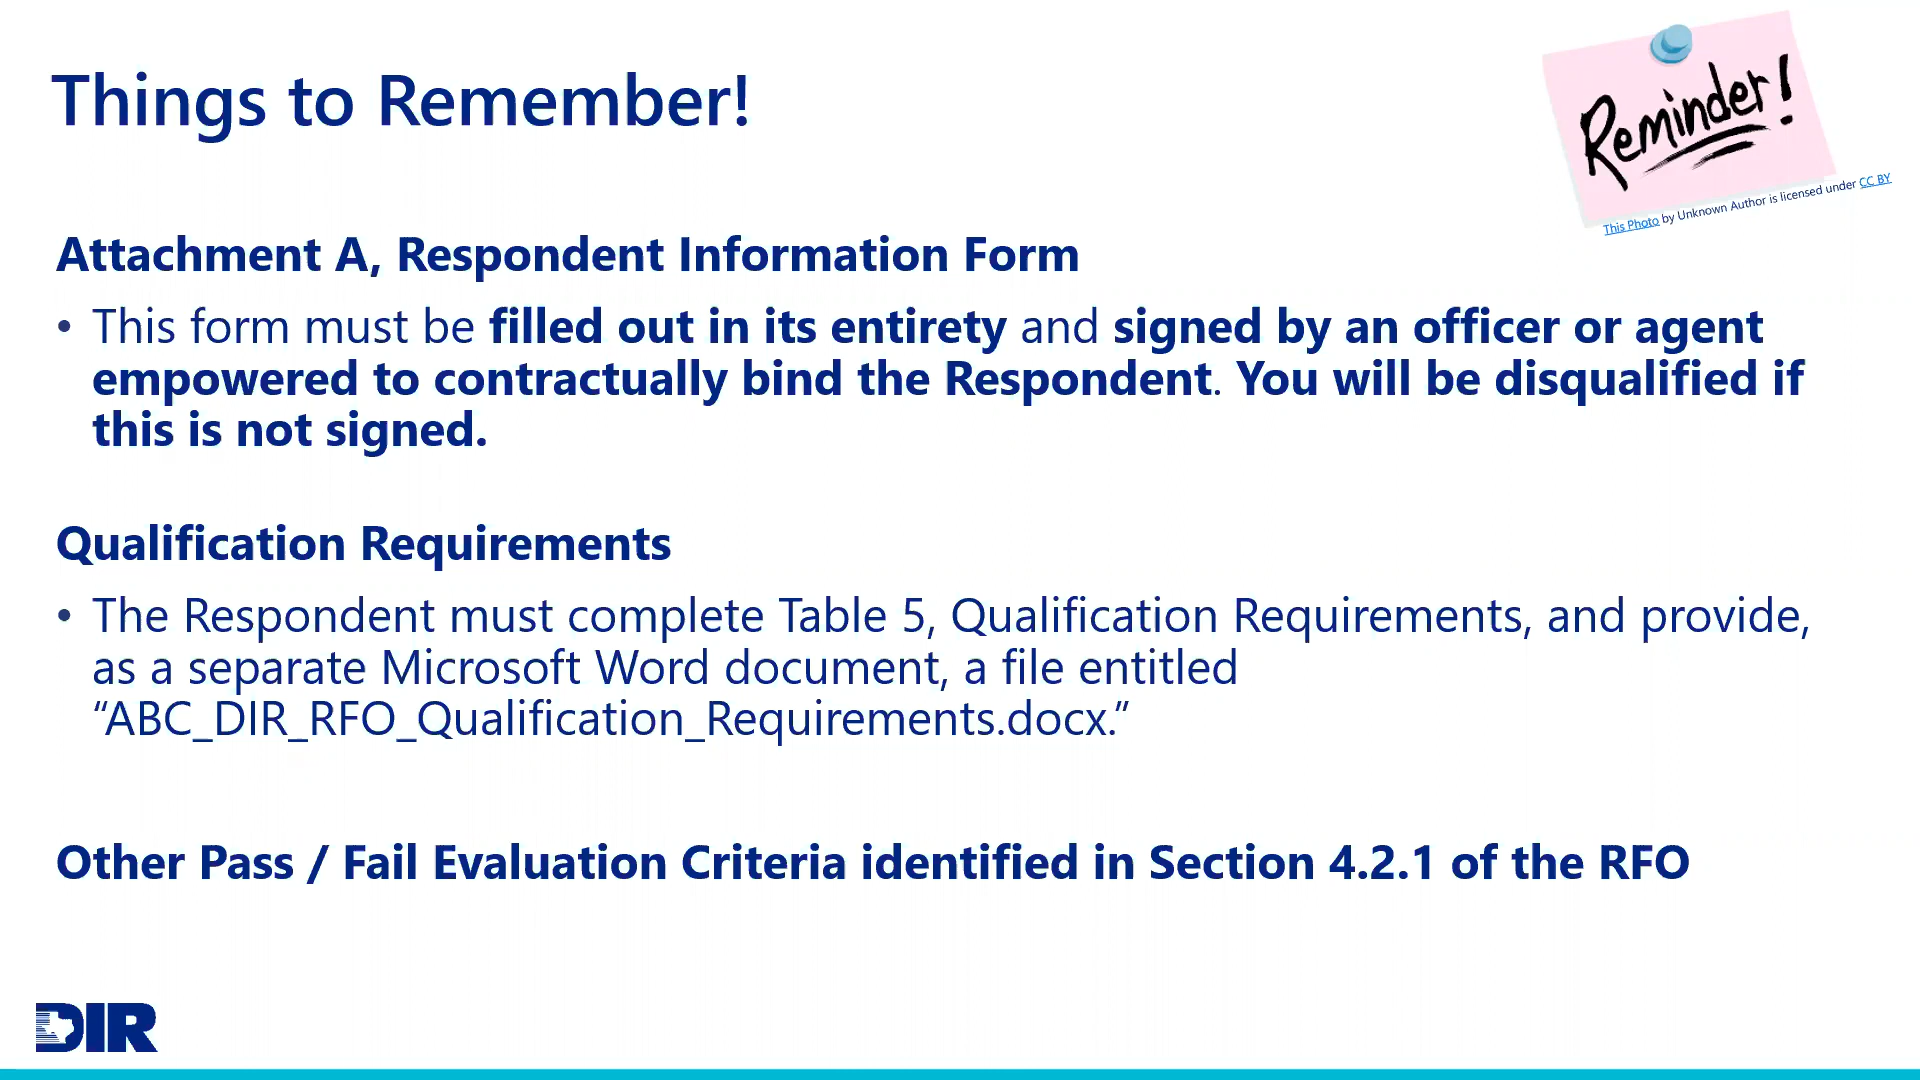 Things to Remember!
Reminder!
This Photo by Unknown Author is licensed under CC BY
Attachment A, Respondent Information Form
• This form must be filled out in its entirety and signed by an officer or agent
empowered to contractually bind the Respondent. You will be disqualified if
this is not signed.
Qualification Requirements
• The Respondent must complete Table 5, Qualification Requirements, and provide,
as a separate Microsoft Word document, a file entitled
“ABC_DIR_RFO_Qualification_Requirements.docx.”
Other Pass / Fail Evaluation Criteria identified in Section 4.2.1 of the RFO
DIR